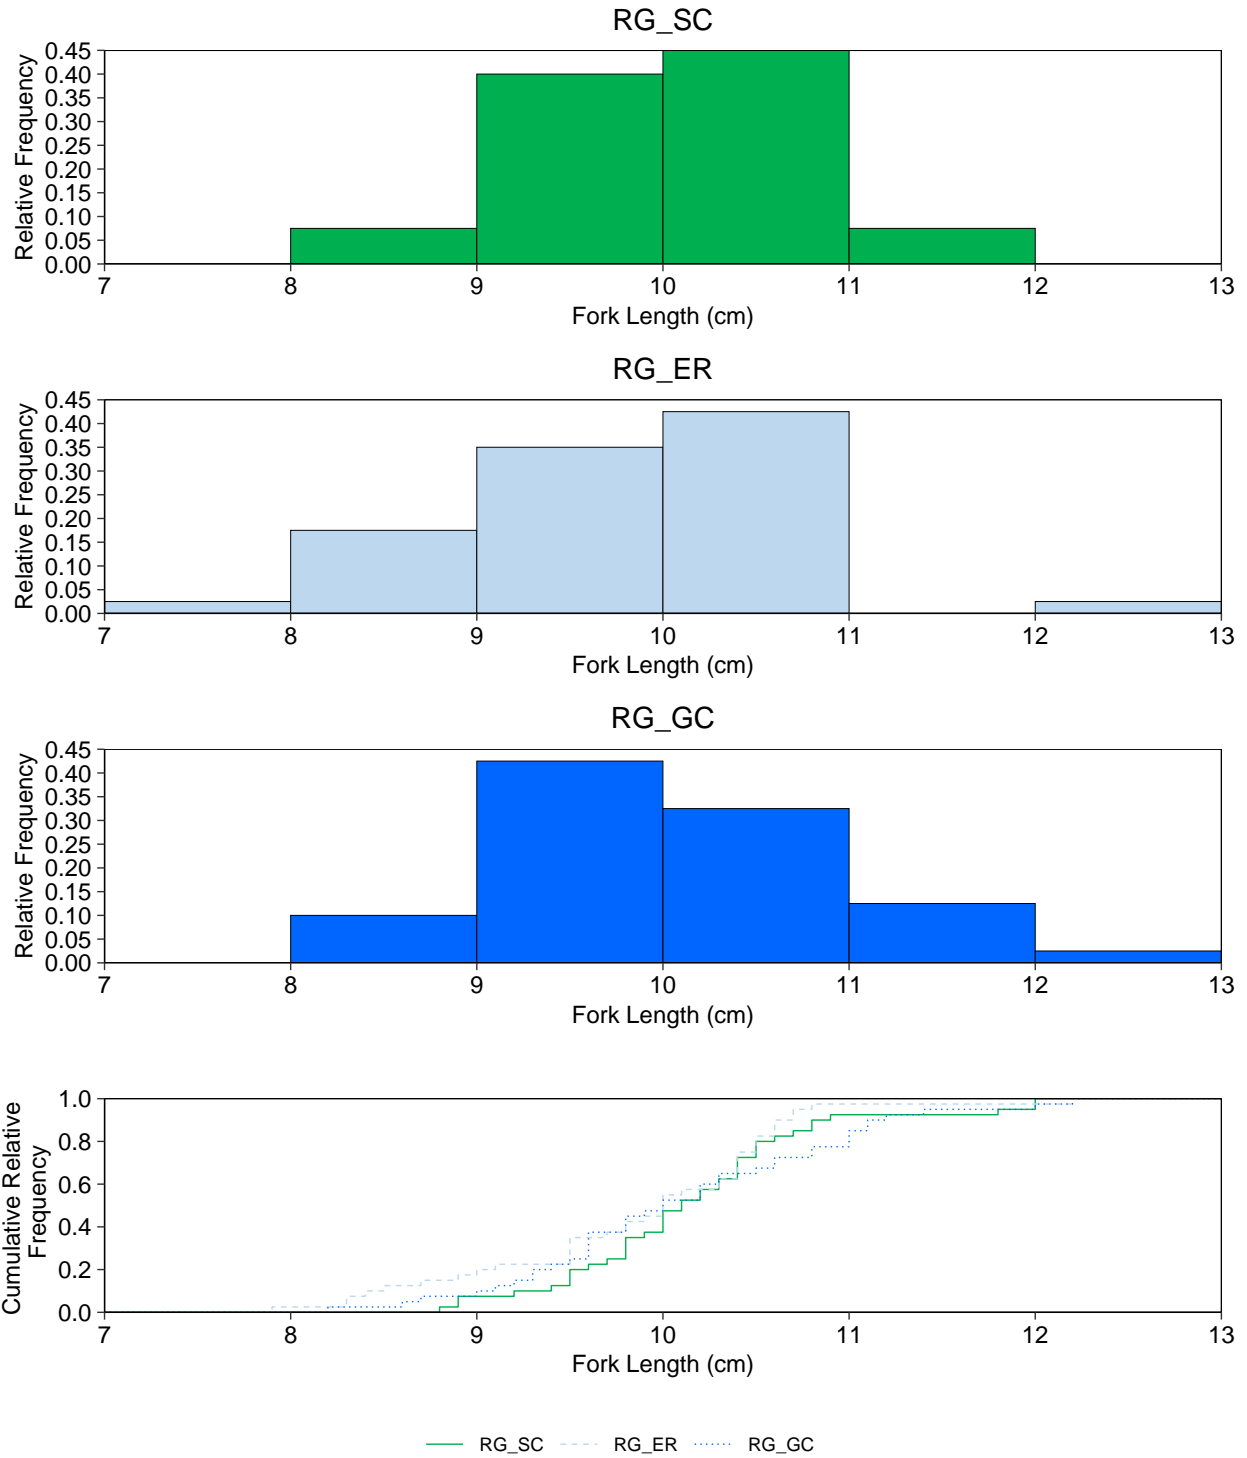 RG_SC
Relative Frequency
0.45
0.40
0.35
0.30
0.25
0.20
0.15
0.10
0.05
0.00
7 8 9 10 11 12 13
Fork Length (cm)
RG_ER
Relative Frequency
0.45
0.40
0.35
0.30
0.25
0.20
0.15
0.10
0.05
0.00
7 8 9 10 11 12 13
Fork Length (cm)
RG_GC
Relative Frequency
0.45
0.40
0.35
0.30
0.25
0.20
0.15
0.10
0.05
0.00
7 8 9 10 11 12 13
Fork Length (cm)
Cumulative Relative
Frequency
1.0
0.8
0.6
0.4
0.2
0.0
7 8 9 10 11 12 13
Fork Length (cm)
RG_SC RG_ER RG_GC